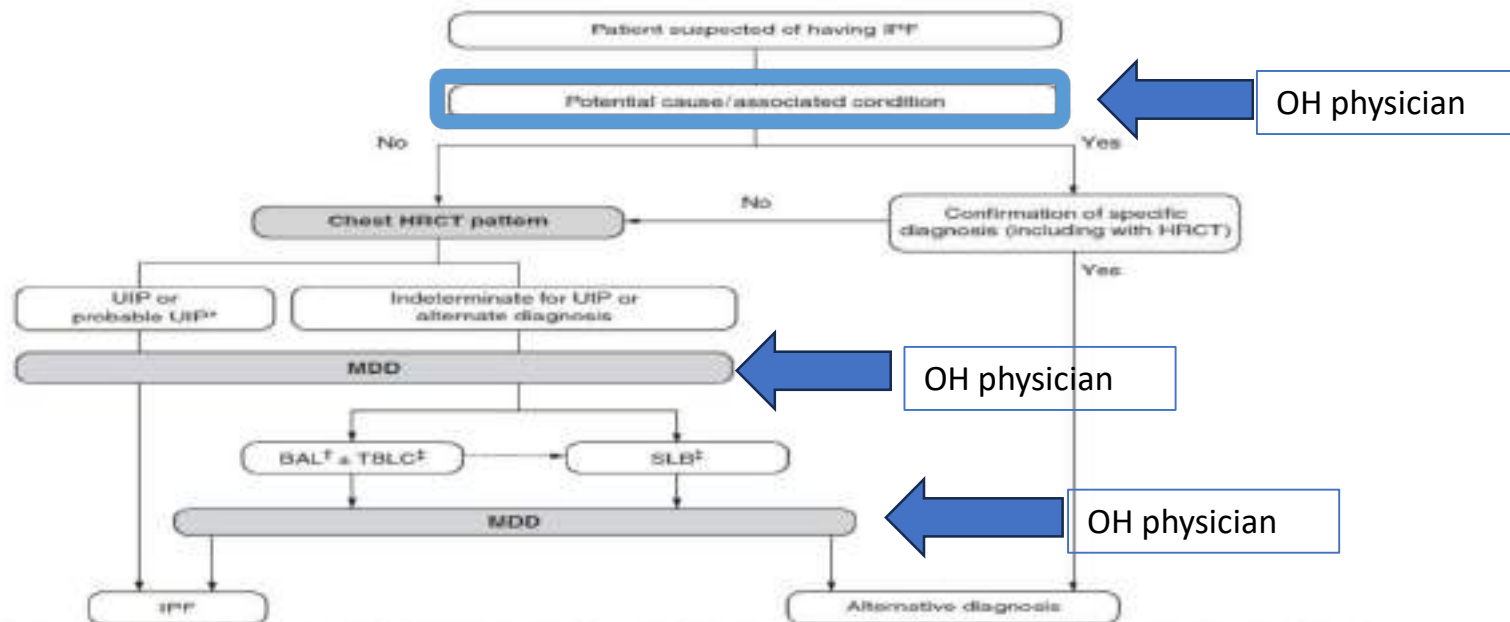 Patient suspected of having IPF
Potential cause/associated condition
OH physician
No
Yes
Chest HRCT pattern
No
Confirmation of specific
diagnosis (including with HRCT)
Yes
UIP or
probable UIP*
Indeterminate for UIP or
alternate diagnosis
MDD
OH physician
BAL† ± TBLC‡
SLB‡
MDD
OH physician
IPF
Alternative diagnosis